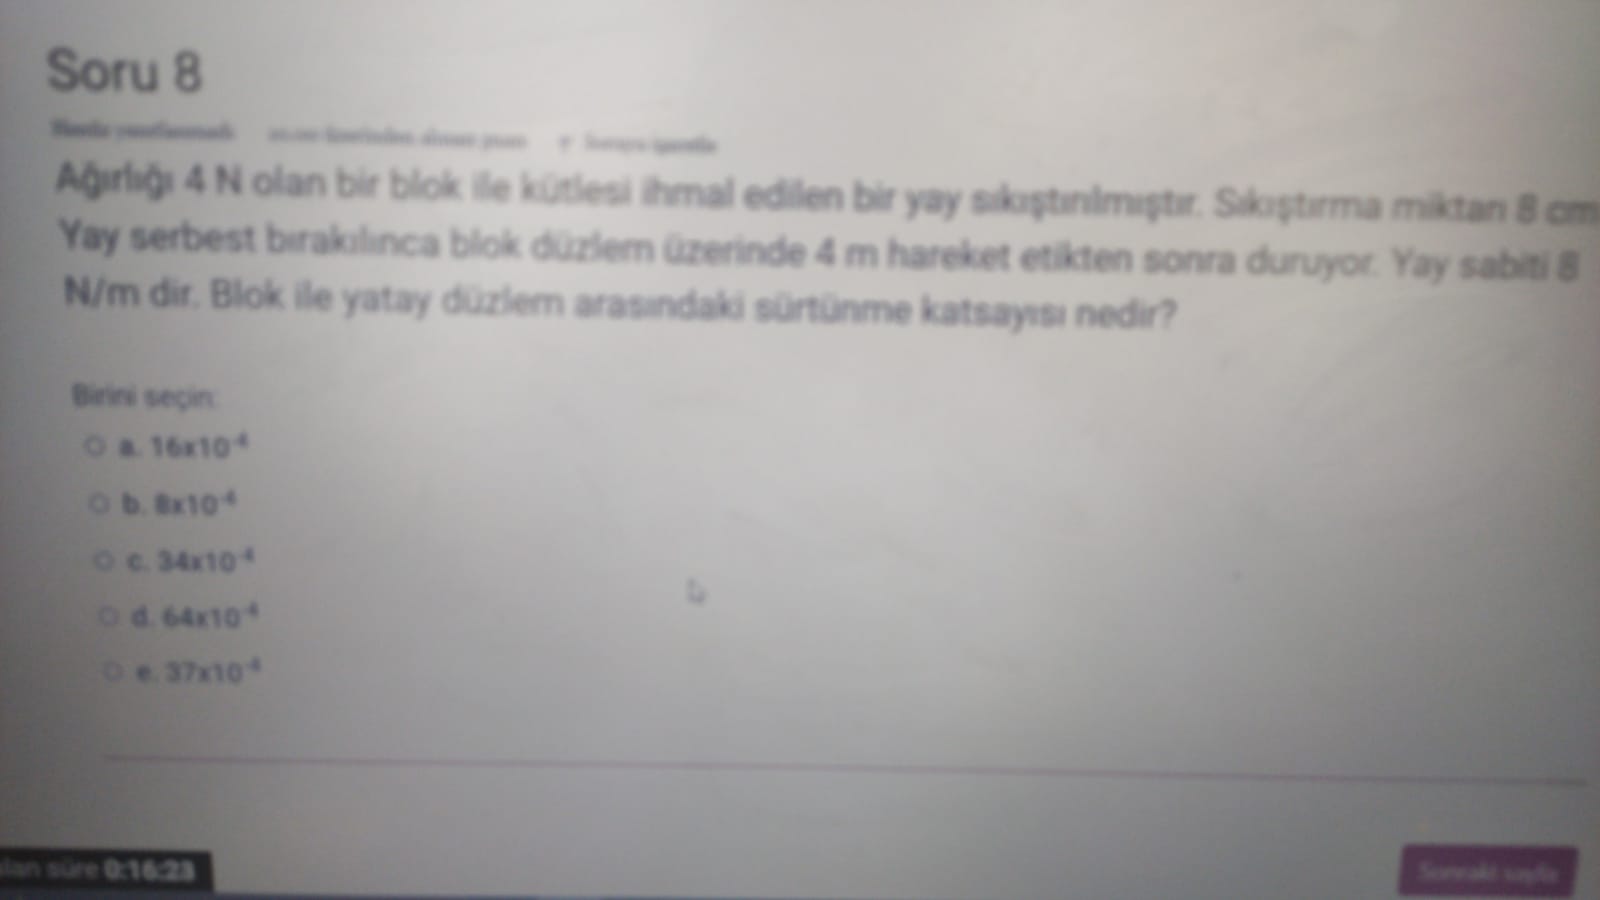 Soru 8
Ağırlığı 4 N olan bir blok ile kütlesi ihmal edilen bir yay sıkıştırılmıştır. Sıkıştırma miktarı 8 cm
Yay serbest bırakılınca blok düzlem üzerinde 4 m hareket etikten sonra duruyor. Yay sabiti 8
N/m dir. Blok ile yatay düzlem arasındaki sürtünme katsayısı nedir?
Birini seçin:
a. 16x10-4
b. 8x10-4
c. 34x10-4
d. 64x10-4
e. 37x10-4
lan süre 0:16:23
Sonraki sayfa